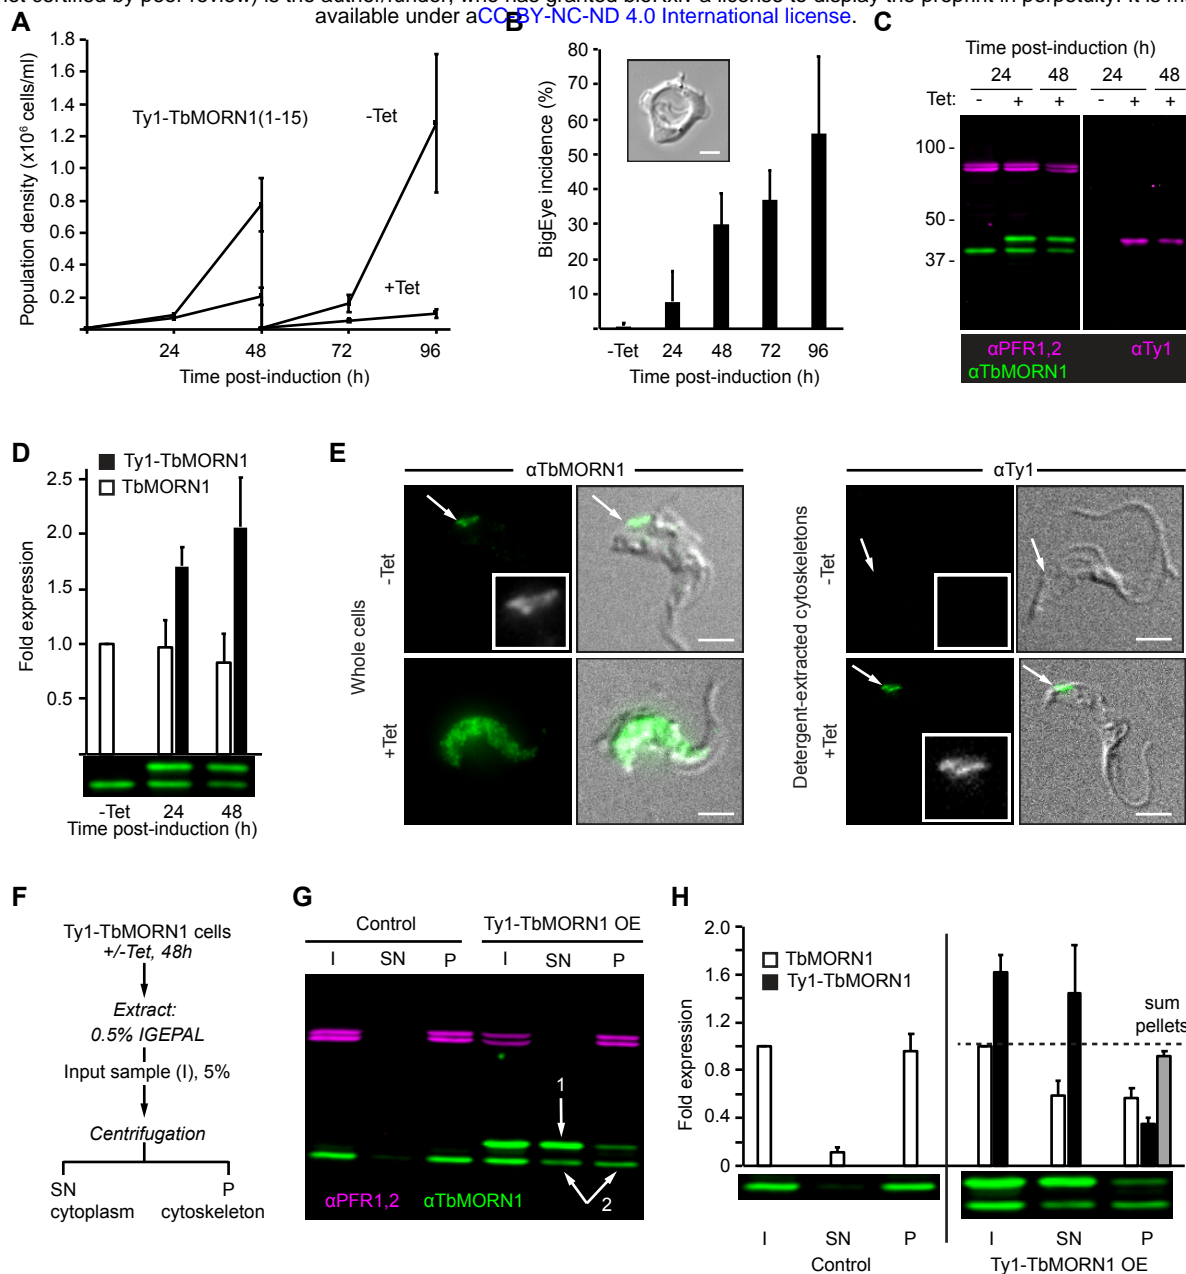 available under aCC-BY-NC-ND 4.0 International license.
A
1.8
1.6
1.4
1.2
1.0
0.8
0.6
0.4
0.2
Population density (x10⁶ cells/ml)
Ty1-TbMORN1(1-15)
-Tet
+Tet
24 48 72 96
Time post-induction (h)
B
80
70
60
50
40
30
20
10
BigEye incidence (%)
-Tet 24 48 72 96
Time post-induction (h)
C
Time post-induction (h)
24 48 24 48
Tet: - + + - + +
100 -
50 -
37 -
αPFR1,2 αTy1
αTbMORN1
D
Ty1-TbMORN1
TbMORN1
2.5
2.0
1.5
1.0
0.5
Fold expression
-Tet 24 48
Time post-induction (h)
E
αTbMORN1
αTy1
Whole cells
-Tet
+Tet
Detergent-extracted cytoskeletons
-Tet
+Tet
F
Ty1-TbMORN1 cells
+/-Tet, 48h
Extract:
0.5% IGEPAL
Input sample (I), 5%
Centrifugation
SN P
cytoplasm cytoskeleton
G
Control Ty1-TbMORN1 OE
I SN P I SN P
1
2
αPFR1,2 αTbMORN1
H
2.0
1.6
1.2
0.8
0.4
0
Fold expression
TbMORN1
Ty1-TbMORN1
sum
pellets
I SN P I SN P
Control Ty1-TbMORN1 OE